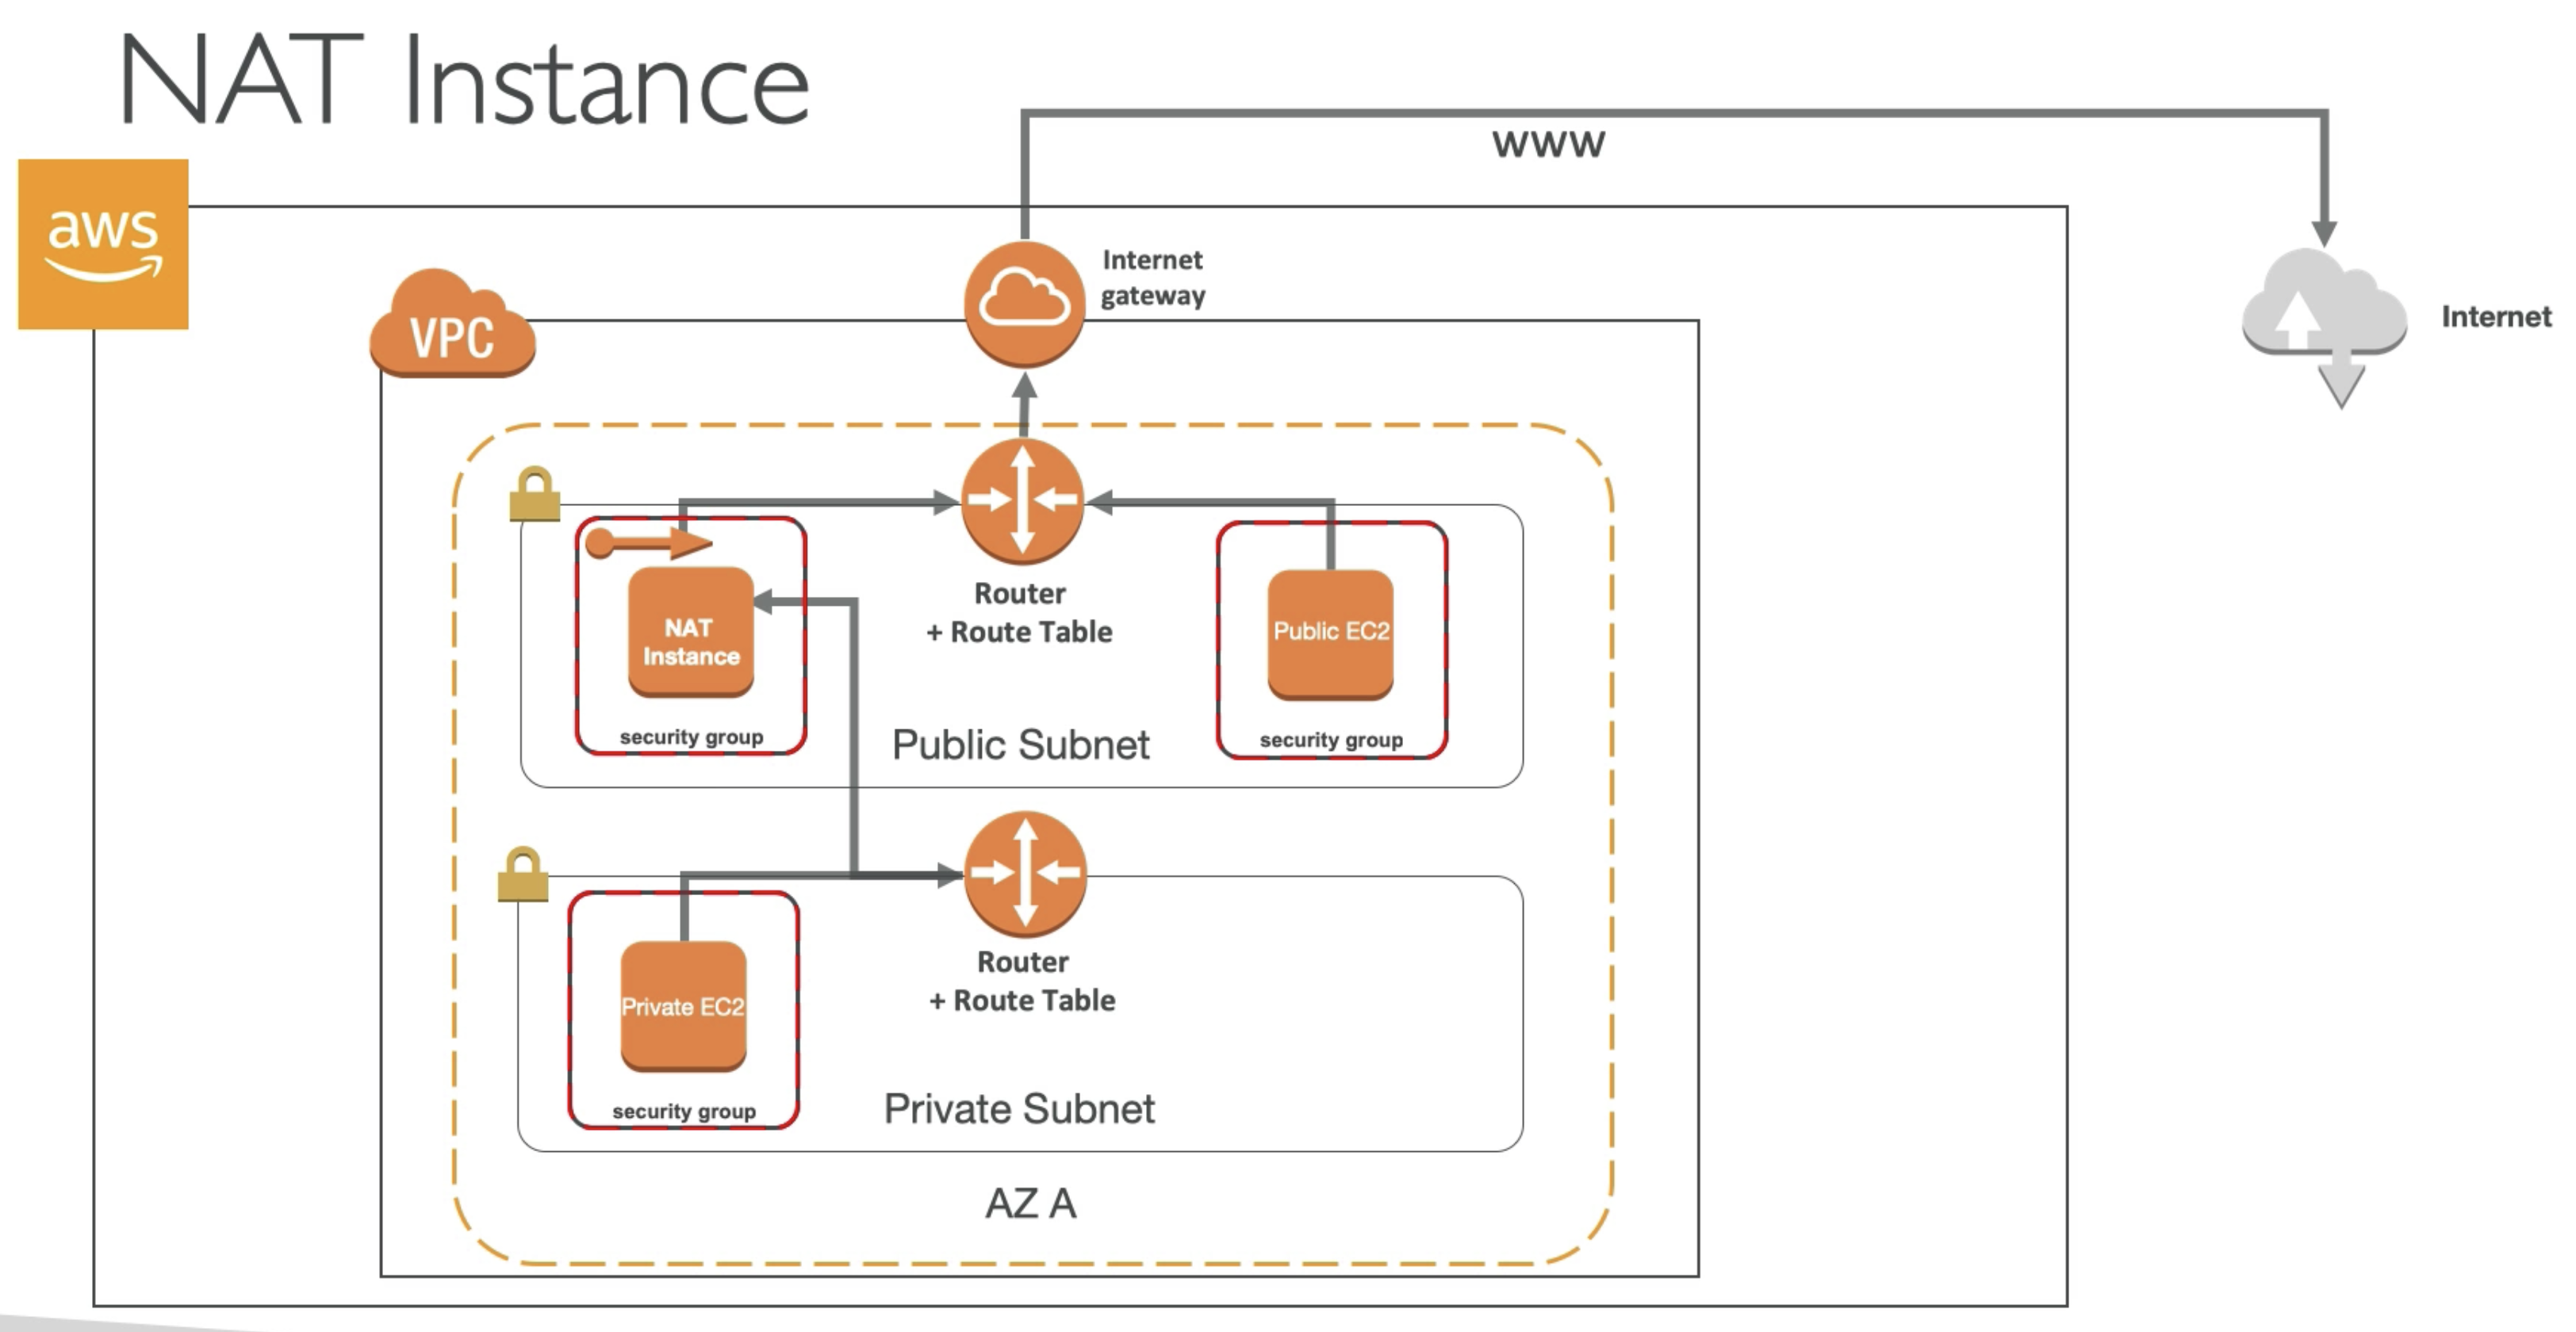 NAT Instance
www
aws
Internet
gateway
VPC
Internet
Router
+ Route Table
NAT
Instance
Public EC2
security group
Public Subnet
security group
Router
+ Route Table
Private EC2
security group
Private Subnet
AZ A